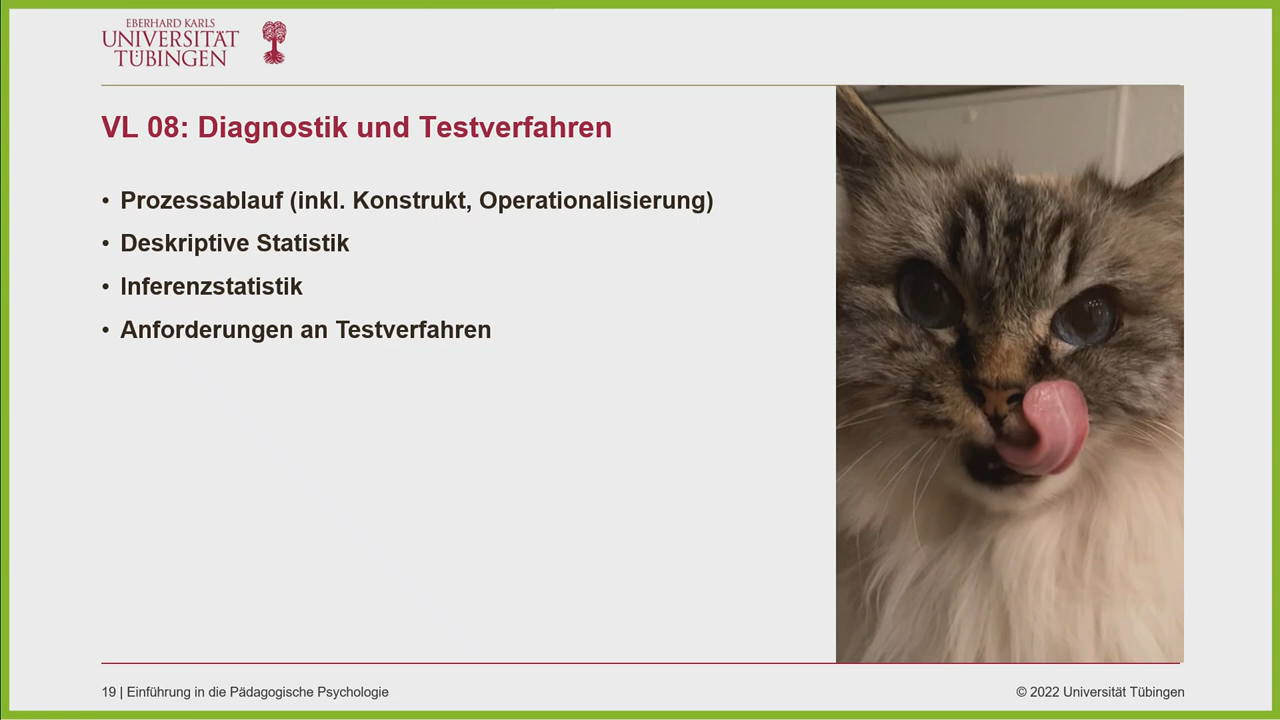 EBERHARD KARLS
UNIVERSITÄT
TÜBINGEN
VL 08: Diagnostik und Testverfahren
• Prozessablauf (inkl. Konstrukt, Operationalisierung)
• Deskriptive Statistik
• Inferenzstatistik
• Anforderungen an Testverfahren
19 | Einführung in die Pädagogische Psychologie
© 2022 Universität Tübingen